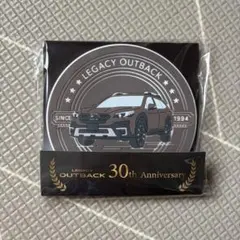 LEGACY OUTBACK
SINCE 1994
LEGACY
OUTBACK 30th Anniversary